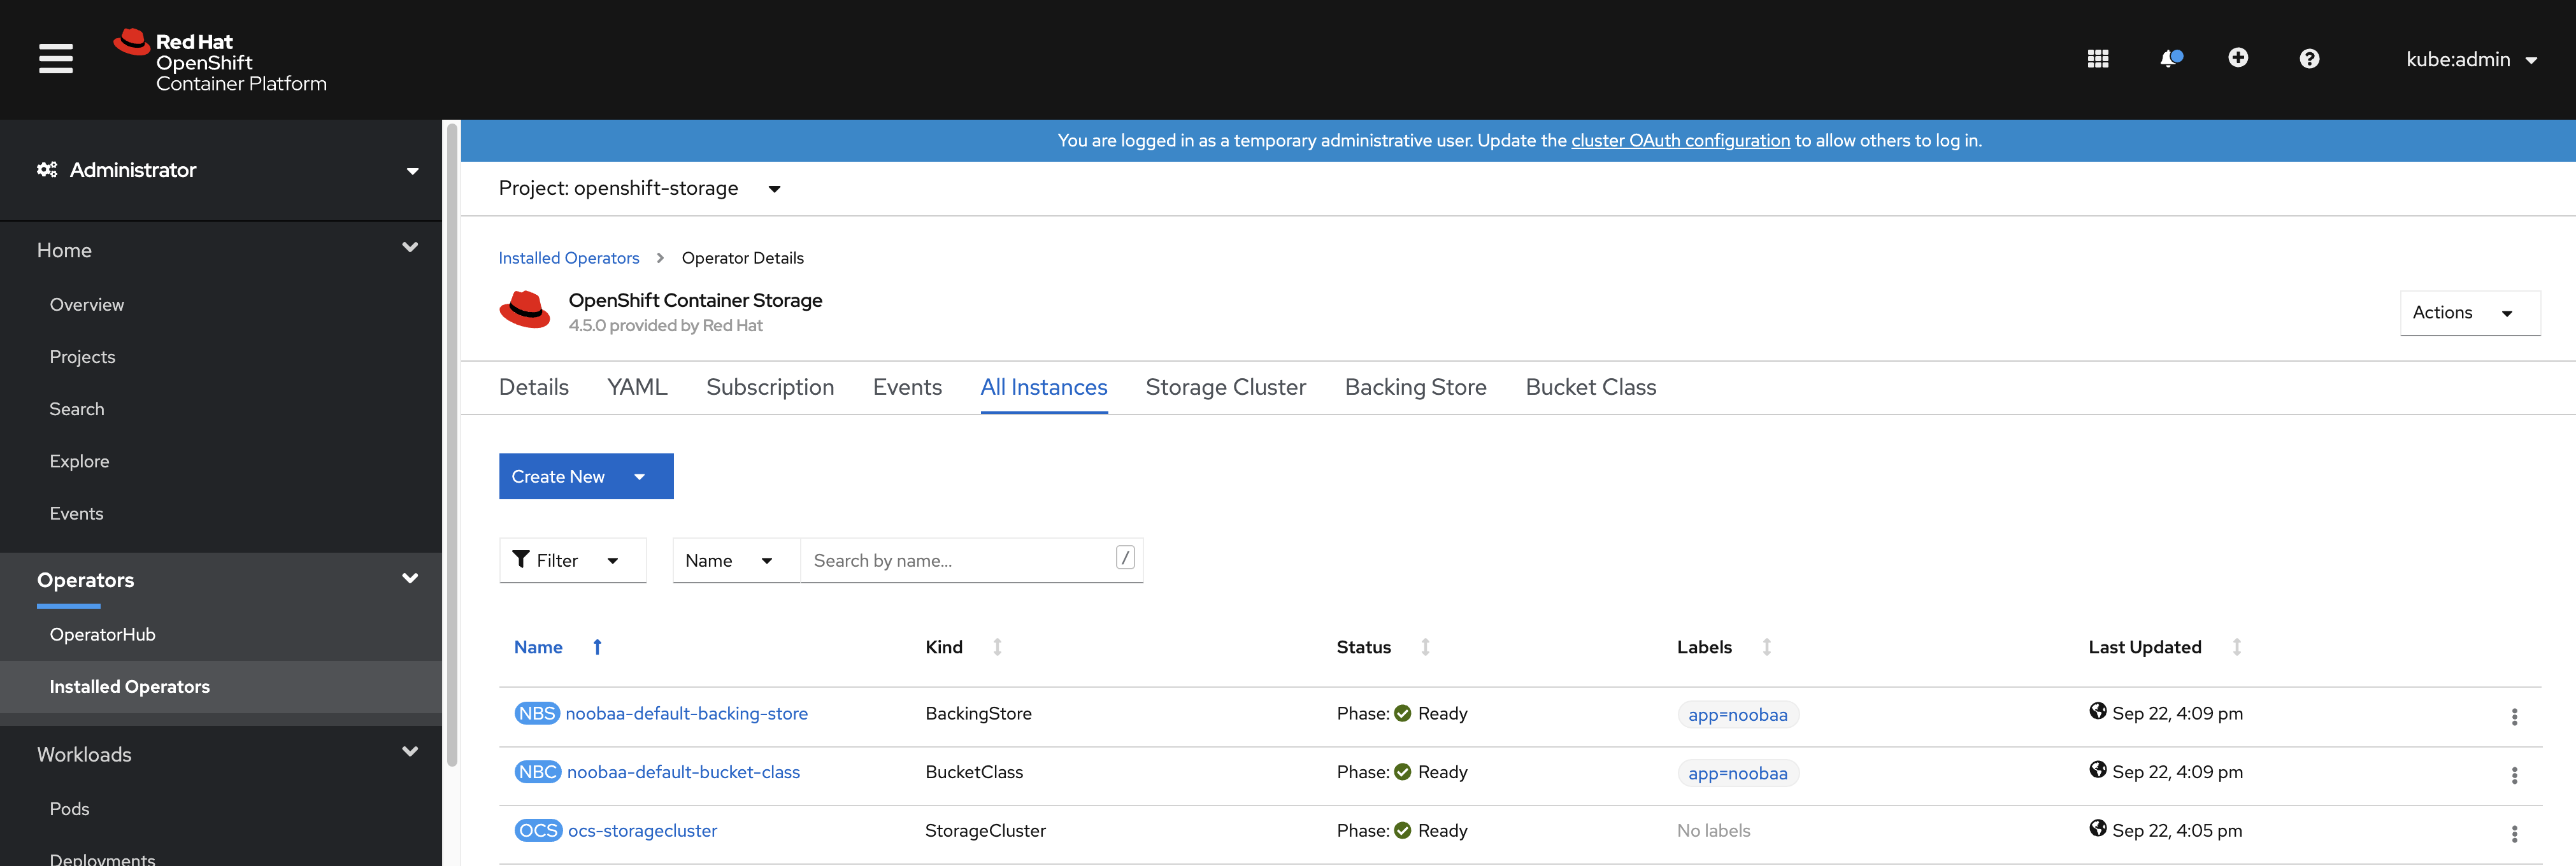 Red Hat
OpenShift
Container Platform
kube:admin
Administrator
Home
Overview
Projects
Search
Explore
Events
Operators
OperatorHub
Installed Operators
Workloads
Pods
Deployments
You are logged in as a temporary administrative user. Update the cluster OAuth configuration to allow others to log in.
Project: openshift-storage
Installed Operators > Operator Details
OpenShift Container Storage
4.5.0 provided by Red Hat
Actions
Details YAML Subscription Events All Instances Storage Cluster Backing Store Bucket Class
Create New
Filter Name Search by name... /
Name Kind Status Labels Last Updated
NBS noobaa-default-backing-store BackingStore Phase: Ready app=noobaa Sep 22, 4:09 pm
NBC noobaa-default-bucket-class BucketClass Phase: Ready app=noobaa Sep 22, 4:09 pm
OCS ocs-storagecluster StorageCluster Phase: Ready No labels Sep 22, 4:05 pm